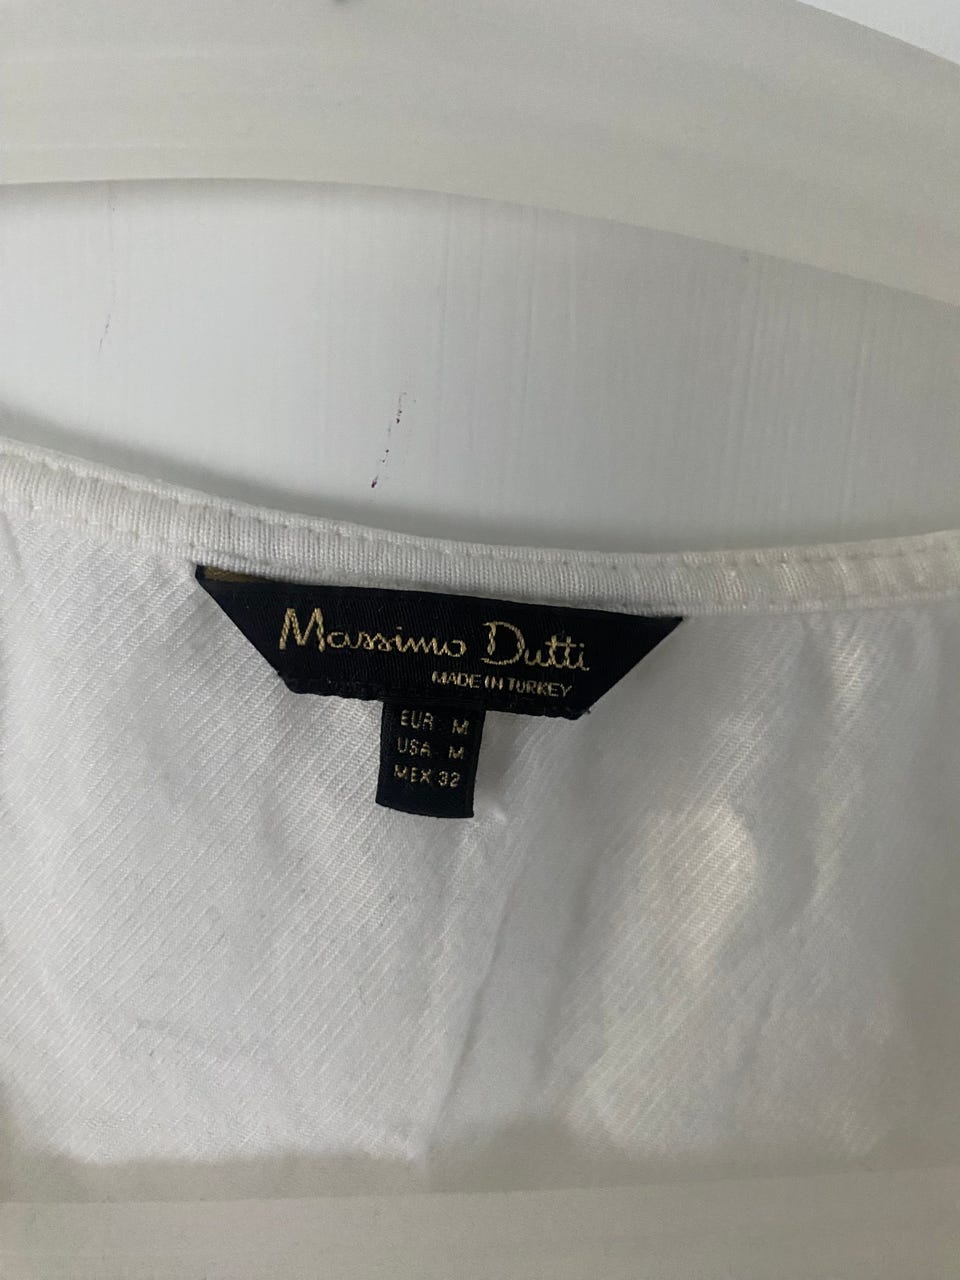 Massimo Dutti
MADE IN TURKEY
EUR M
USA M
MEX 32